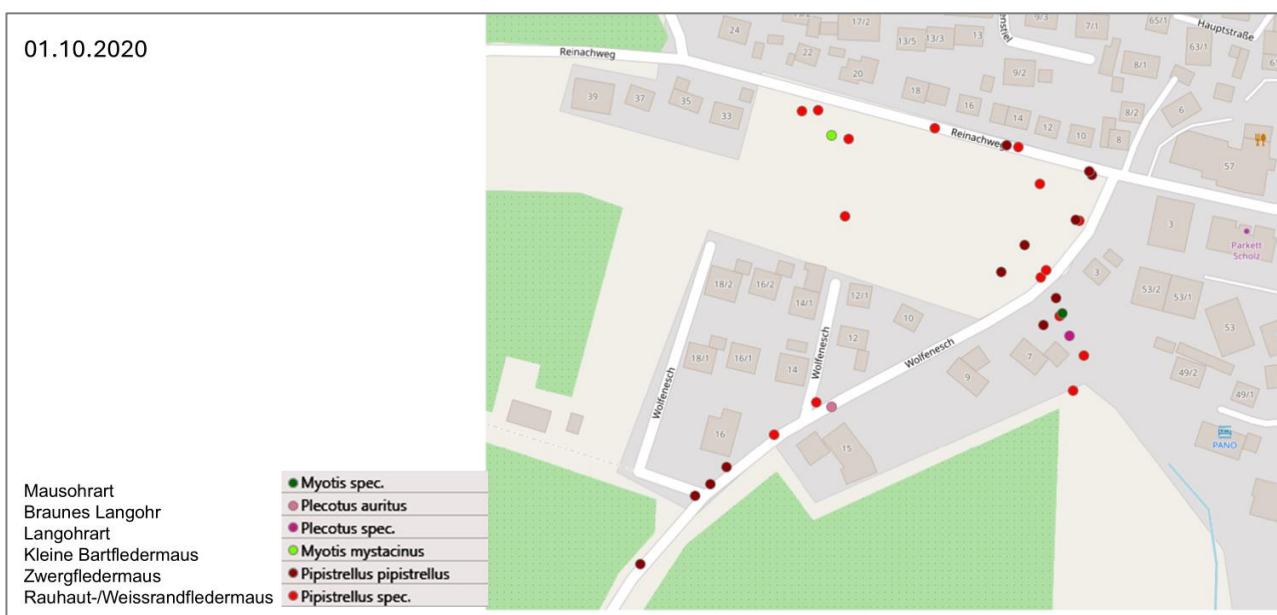 01.10.2020
Mausohrart
Braunes Langohr
Langohrart
Kleine Bartfledermaus
Zwergfledermaus
Rauhaut-/Weissrandfledermaus
Myotis spec.
Plecotus auritus
Plecotus spec.
Myotis mystacinus
Pipistrellus pipistrellus
Pipistrellus spec.
24
17/2
13/5
13/3
13
9/3
7/1
65/1
Hauptstraße
63/1
Reinachweg
22
20
9/2
8/1
39
37
35
33
18
16
14
12
10
8
8/2
6
Reinachweg
57
3
Parkett
Scholz
18/2
16/2
14/1
12/1
10
3
53/2
53/1
53
12
Wolfenesch
18/1
16/1
14
Wolfenesch
Wolfenesch
7
9
49/2
49/1
16
15
PANO